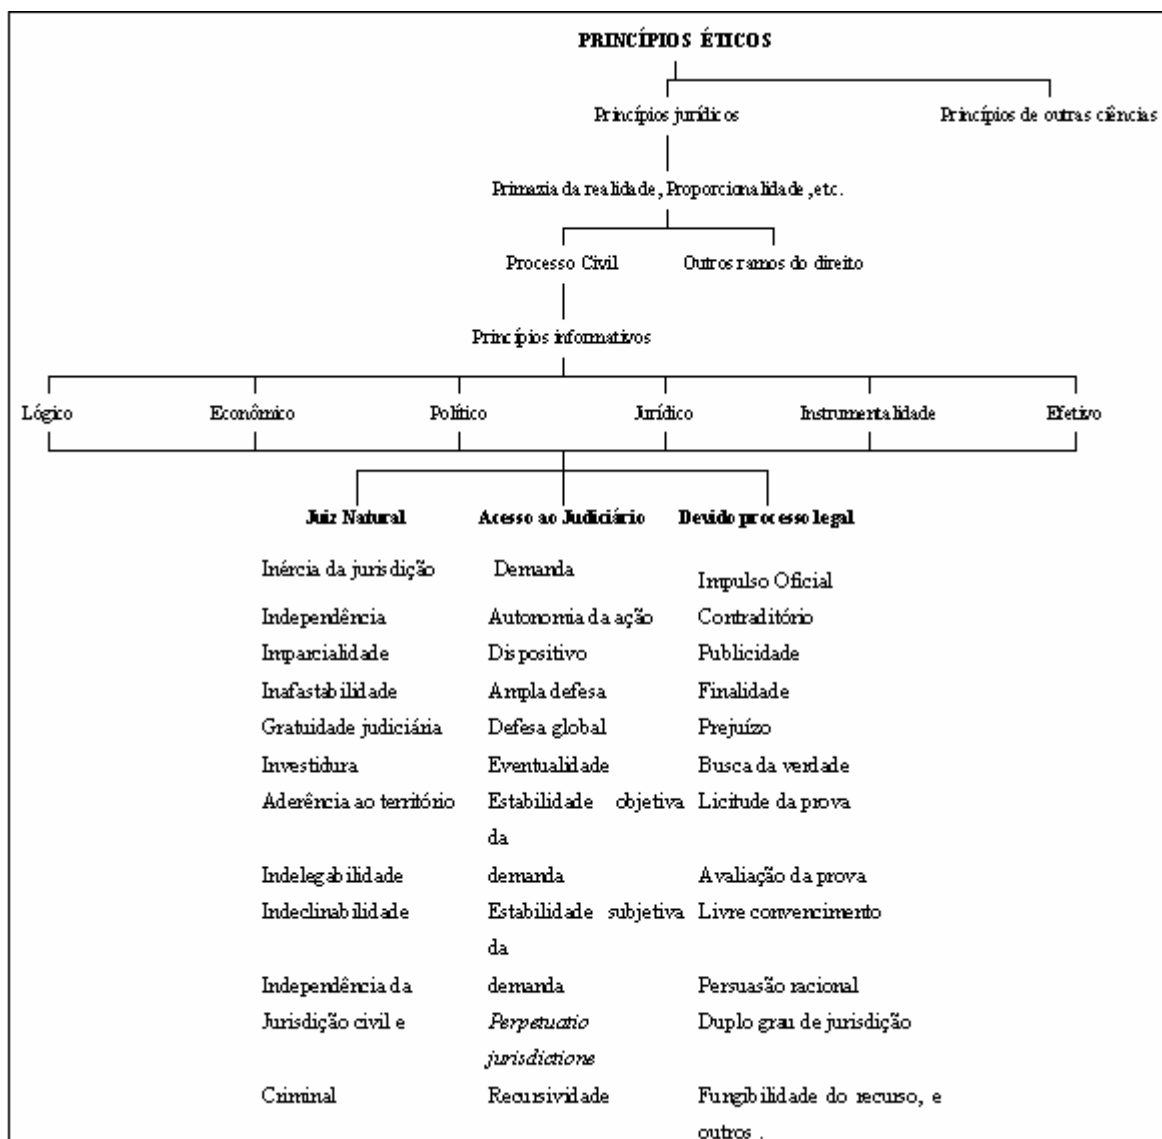 PRINCÍPIOS ÉTICOS
Princípios jurídicos
Princípios de outras ciências
Primazia da realidade, Proporcionalidade ,etc.
Processo Civil
Outros ramos do direito
Princípios informativos
Lógico
Econômico
Político
Jurídico
Instrumentalidade
Efetivo
Juiz Natural
Acesso ao Judiciário
Devido processo legal
Inércia da jurisdição
Demanda
Impulso Oficial
Independência
Autonomia da ação
Contraditório
Imparcialidade
Dispositivo
Publicidade
Inafastabilidade
Ampla defesa
Finalidade
Gratuidade judiciária
Defesa global
Prejuízo
Investidura
Eventualidade
Busca da verdade
Aderência ao território
Estabilidade objetiva
da
Licitude da prova
Indelegabilidade
demanda
Avaliação da prova
Indeclinabilidade
Estabilidade subjetiva
da
Livre convencimento
Independência da
demanda
Persuasão racional
Jurisdição civil e
Perpetuatio
jurisdictione
Duplo grau de jurisdição
Criminal
Recursividade
Fungibilidade do recurso, e
outros .